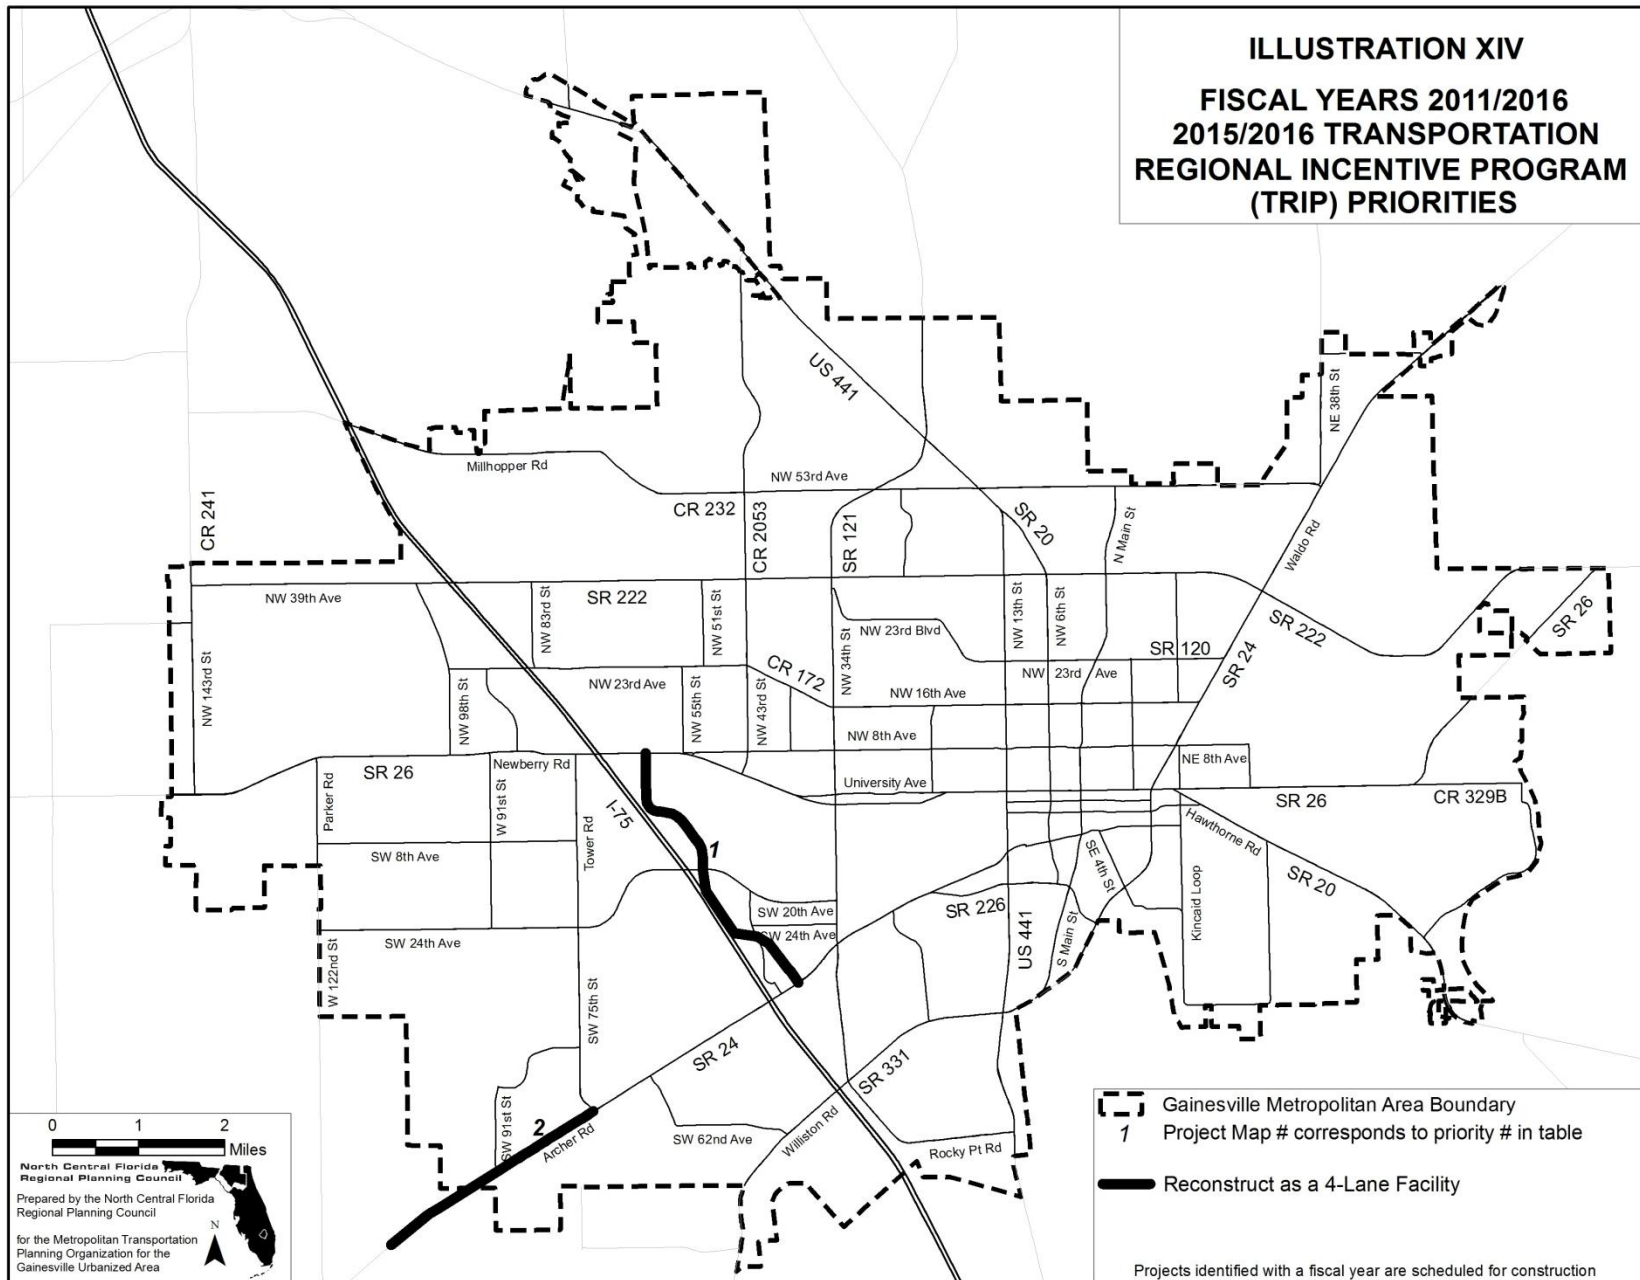 ILLUSTRATION XIV
FISCAL YEARS 2011/2016
2015/2016 TRANSPORTATION
REGIONAL INCENTIVE PROGRAM
(TRIP) PRIORITIES
US 441
NE 38th St
Millhopper Rd
NW 53rd Ave
CR 241
CR 232
CR 2053
SR 121
SR 20
N Main St
Waldo Rd
NW 39th Ave
NW 83rd St
SR 222
NW 51st St
NW 34th St
NW 23rd Blvd
NW 13th St
NW 6th St
SR 120
SR 24
SR 222
SR 26
NW 143rd St
NW 98th St
NW 23rd Ave
NW 55th St
NW 43rd St
CR 172
NW 16th Ave
NW 23rd Ave
NW 8th Ave
NE 8th Ave
SR 26
Newberry Rd
University Ave
SR 26
CR 329B
Parker Rd
W 91st St
Tower Rd
I-75
1
Hawthorne Rd
SW 8th Ave
SE 4th St
SR 20
Kincaid Loop
SW 20th Ave
SR 226
SW 24th Ave
SW 24th Ave
W 122nd St
US 441
S Main St
SW 75th St
SR 24
SR 331
SW 91st St
2
Archer Rd
SW 62nd Ave
Williston Rd
Rocky Pt Rd
0 1 2
Miles
North Central Florida
Regional Planning Council
Prepared by the North Central Florida
Regional Planning Council
N
for the Metropolitan Transportation
Planning Organization for the
Gainesville Urbanized Area
Gainesville Metropolitan Area Boundary
1 Project Map # corresponds to priority # in table
Reconstruct as a 4-Lane Facility
Projects identified with a fiscal year are scheduled for construction